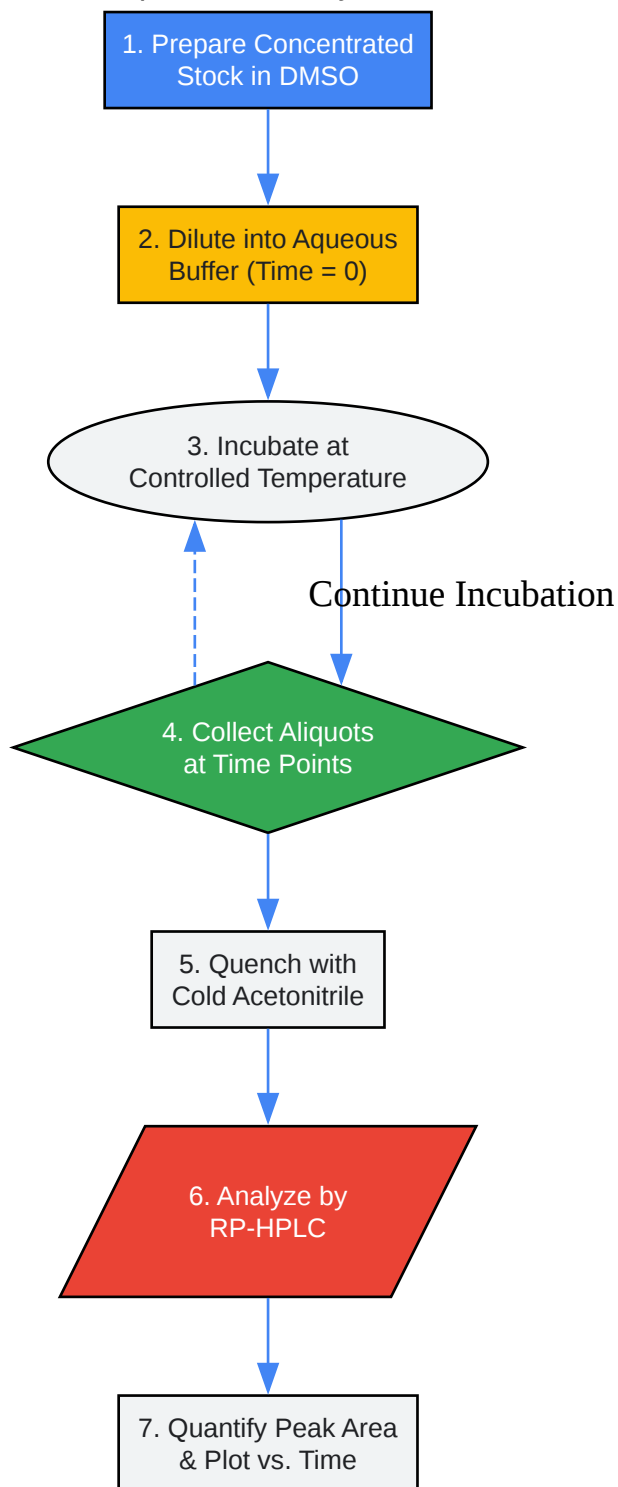 1. Prepare Concentrated
Stock in DMSO
2. Dilute into Aqueous
Buffer (Time = 0)
3. Incubate at
Controlled Temperature
Continue Incubation
4. Collect Aliquots
at Time Points
5. Quench with
Cold Acetonitrile
6. Analyze by
RP-HPLC
7. Quantify Peak Area
& Plot vs. Time